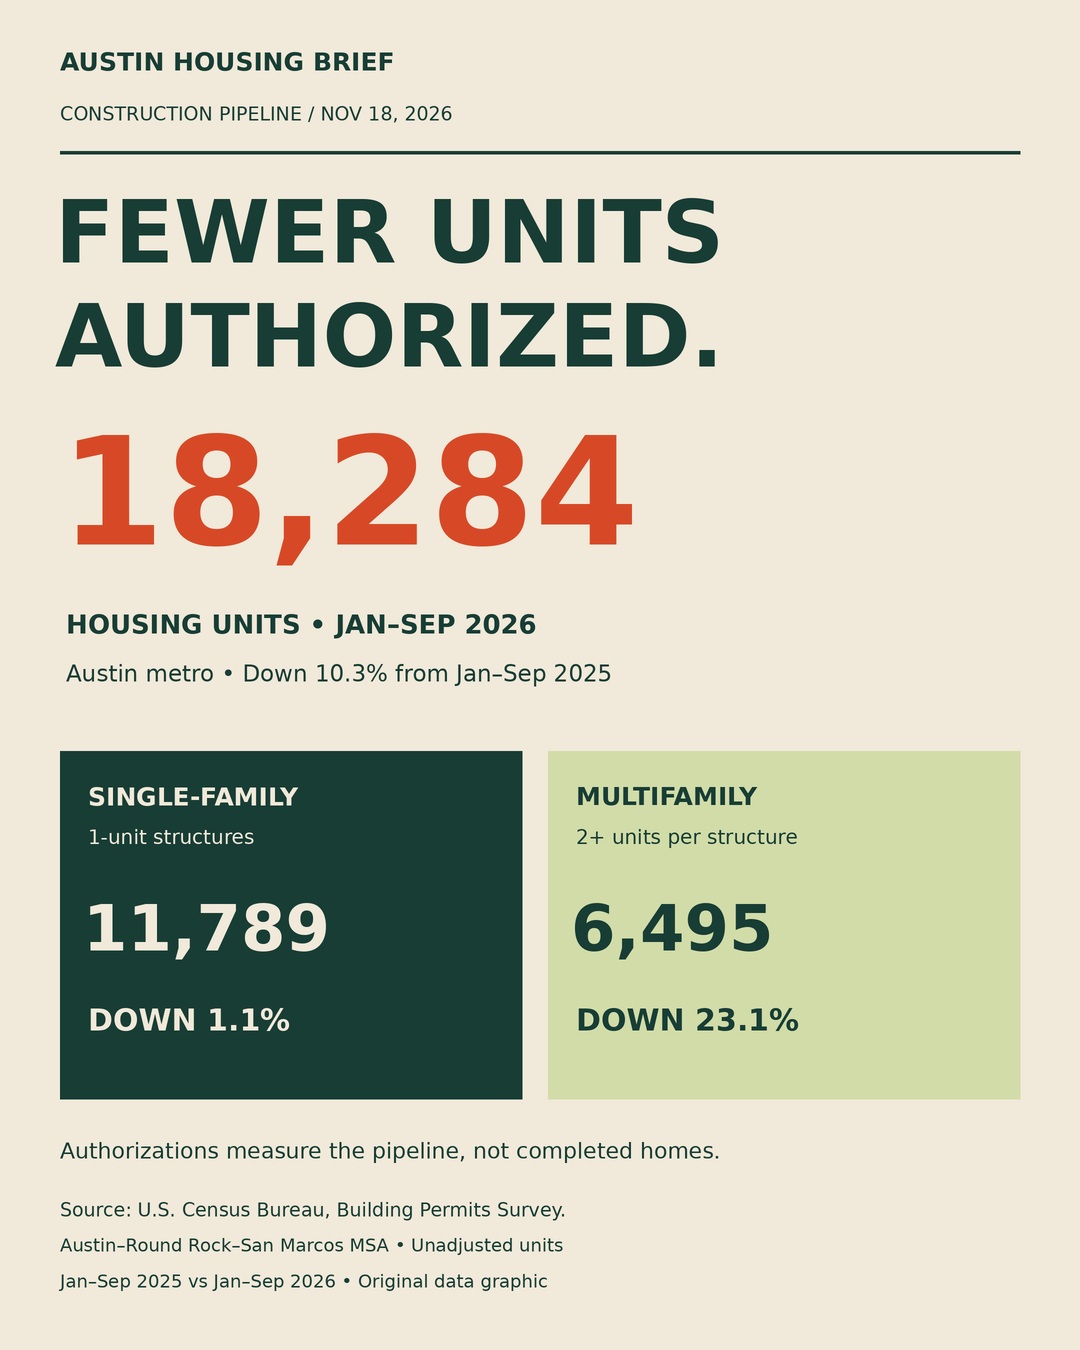 AUSTIN HOUSING BRIEF
CONSTRUCTION PIPELINE / NOV 18, 2026
FEWER UNITS
AUTHORIZED.
18,284
HOUSING UNITS • JAN–SEP 2026
Austin metro • Down 10.3% from Jan–Sep 2025
SINGLE-FAMILY
1-unit structures
11,789
DOWN 1.1%
MULTIFAMILY
2+ units per structure
6,495
DOWN 23.1%
Authorizations measure the pipeline, not completed homes.
Source: U.S. Census Bureau, Building Permits Survey.
Austin–Round Rock–San Marcos MSA • Unadjusted units
Jan–Sep 2025 vs Jan–Sep 2026 • Original data graphic